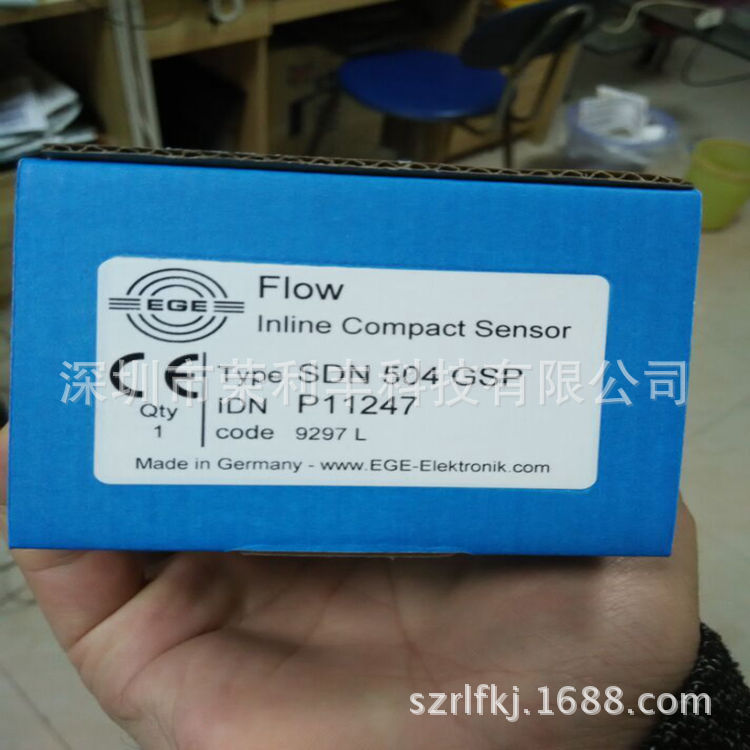 EGE
Flow
Inline Compact Sensor
深圳市荣利丰科技有限公司
CE
Type SDN 504 GSP
Qty
1
IDN P11247
code 9297 L
Made in Germany - www.EGE-Elektronik.com
szrlfkj.1688.com